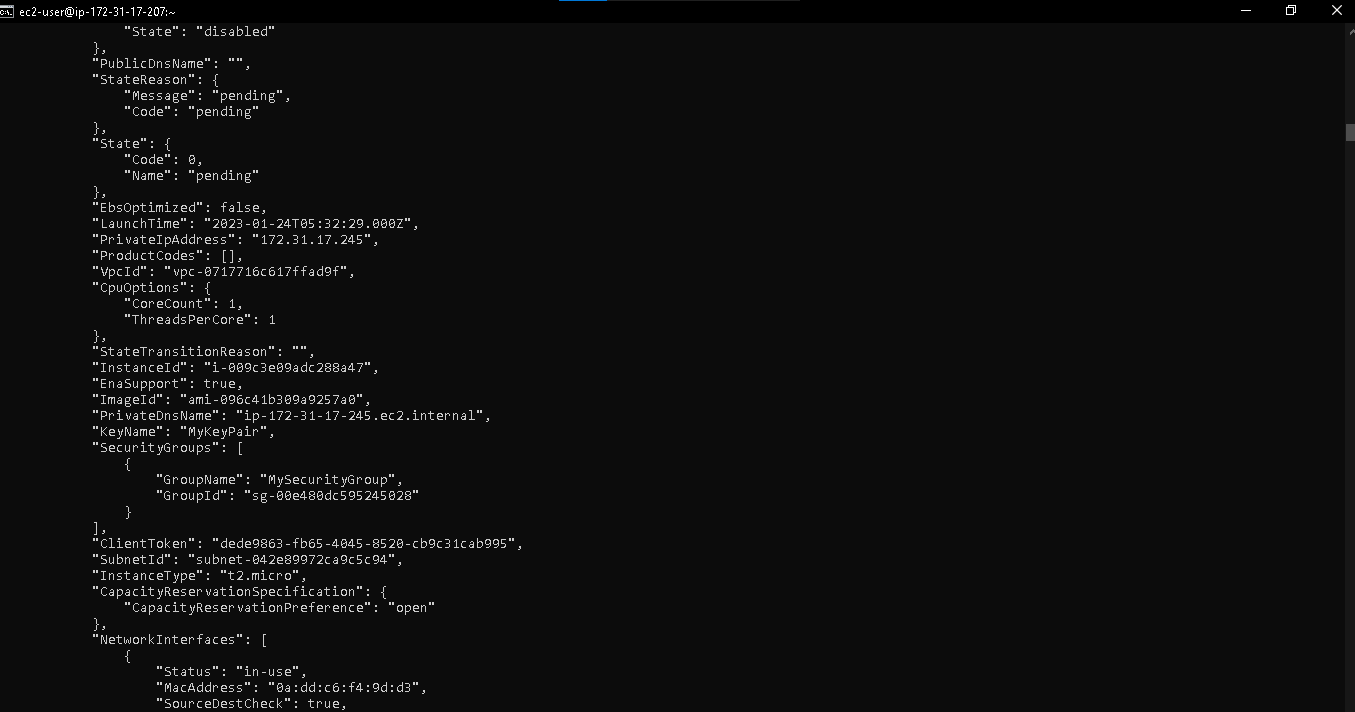 ec2-user@ip-172-31-17-207:~
"State": "disabled"
},
"PublicDnsName": "",
"StateReason": {
"Message": "pending",
"Code": "pending"
},
"State": {
"Code": 0,
"Name": "pending"
},
"EbsOptimized": false,
"LaunchTime": "2023-01-24T05:32:29.000Z",
"PrivateIpAddress": "172.31.17.245",
"ProductCodes": [],
"VpcId": "vpc-0717716c617ffad9f",
"CpuOptions": {
"CoreCount": 1,
"ThreadsPerCore": 1
},
"StateTransitionReason": "",
"InstanceId": "i-009c3e09adc288a47",
"EnaSupport": true,
"ImageId": "ami-096c41b309a9257a0",
"PrivateDnsName": "ip-172-31-17-245.ec2.internal",
"KeyName": "MyKeyPair",
"SecurityGroups": [
{
"GroupName": "MySecurityGroup",
"GroupId": "sg-00e480dc595245028"
}
],
"ClientToken": "dede9863-fb65-4045-8520-cb9c31cab995",
"SubnetId": "subnet-042e89972ca9c5c94",
"InstanceType": "t2.micro",
"CapacityReservationSpecification": {
"CapacityReservationPreference": "open"
},
"NetworkInterfaces": [
{
"Status": "in-use",
"MacAddress": "0a:dd:c6:f4:9d:d3",
"SourceDestCheck": true,